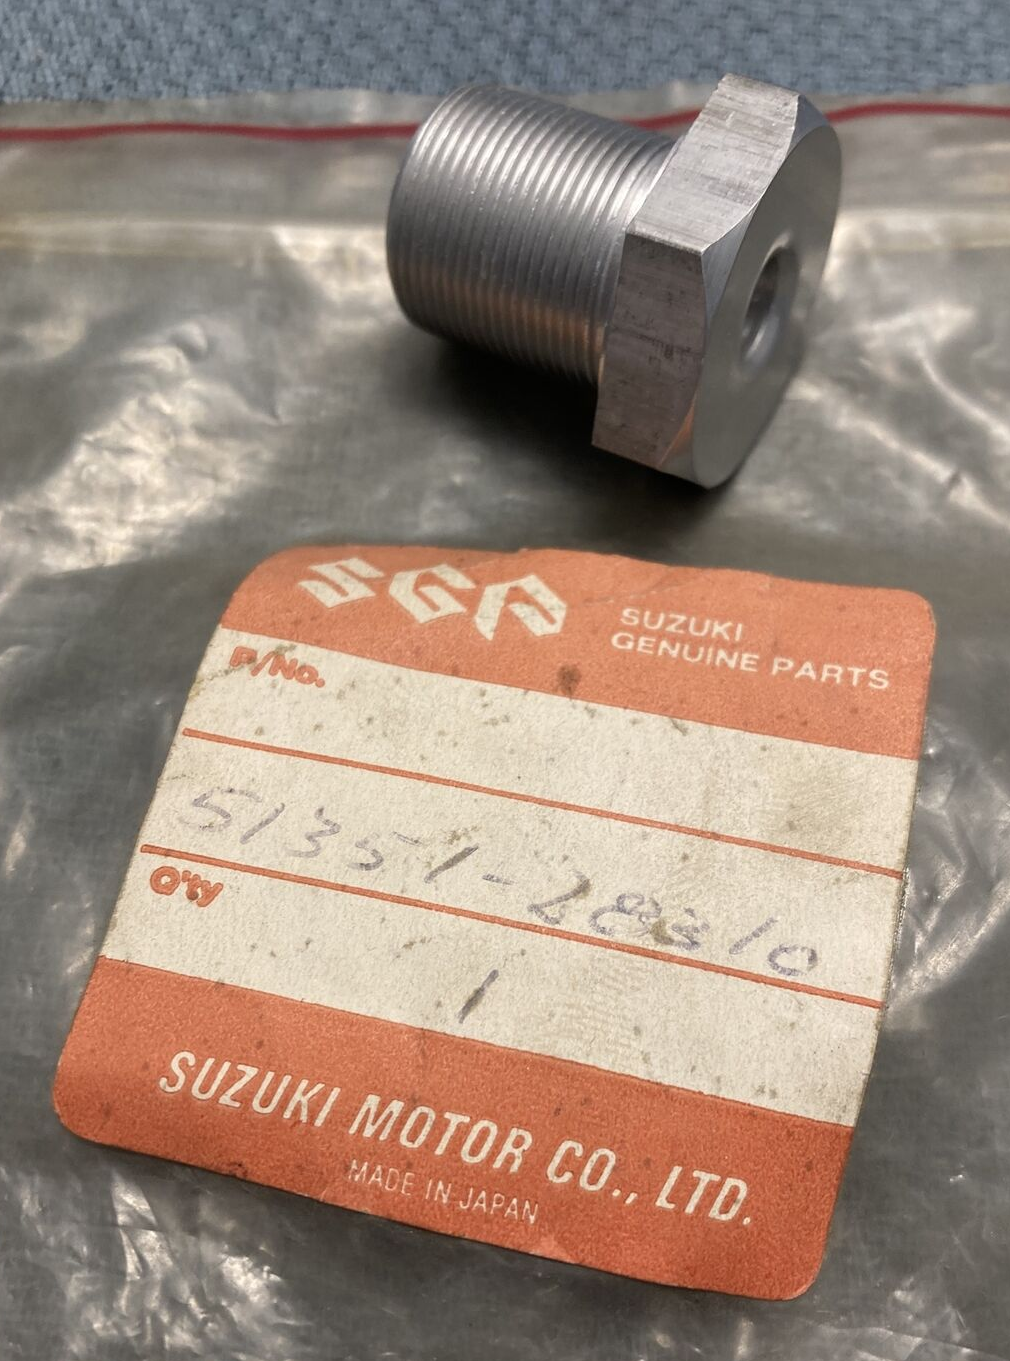 SGP
SUZUKI
GENUINE PARTS
P/No.
51351-28310
Q'ty
1
SUZUKI MOTOR CO., LTD.
MADE IN JAPAN